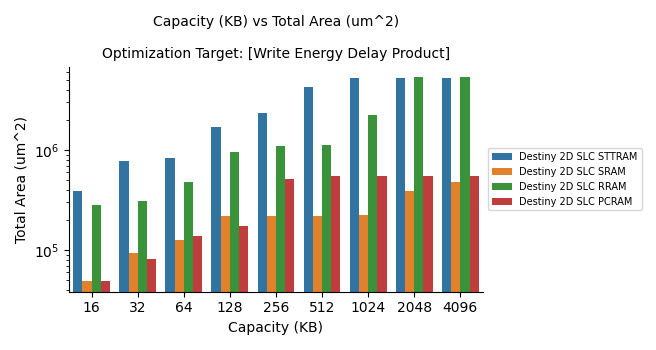 Capacity (KB) vs Total Area (um^2)
Optimization Target: [Write Energy Delay Product]
Total Area (um^2)
10^6
10^5
16 32 64 128 256 512 1024 2048 4096
Capacity (KB)
Destiny 2D SLC STTRAM
Destiny 2D SLC SRAM
Destiny 2D SLC RRAM
Destiny 2D SLC PCRAM